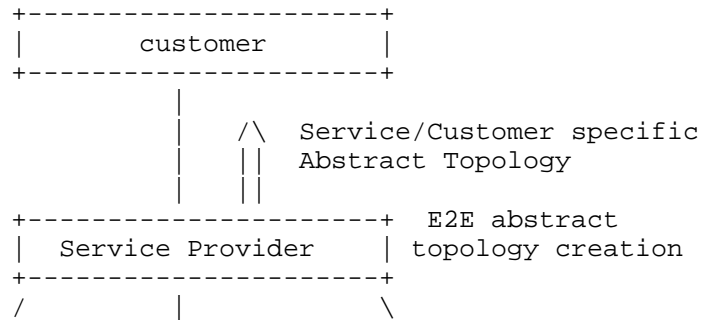 customer
Service/Customer specific
Abstract Topology
E2E abstract
Service Provider topology creation